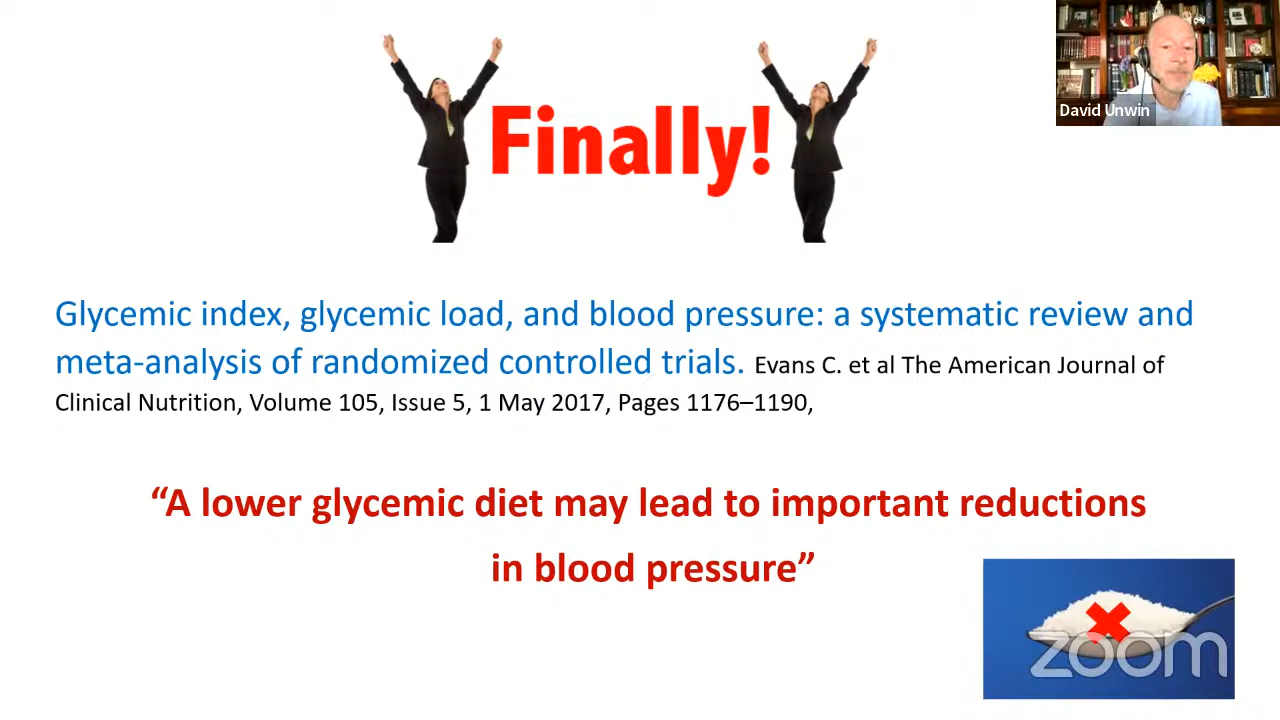 Finally!
David Unwin
Glycemic index, glycemic load, and blood pressure: a systematic review and
meta-analysis of randomized controlled trials. Evans C. et al The American Journal of
Clinical Nutrition, Volume 105, Issue 5, 1 May 2017, Pages 1176–1190,
“A lower glycemic diet may lead to important reductions
in blood pressure”
zoom